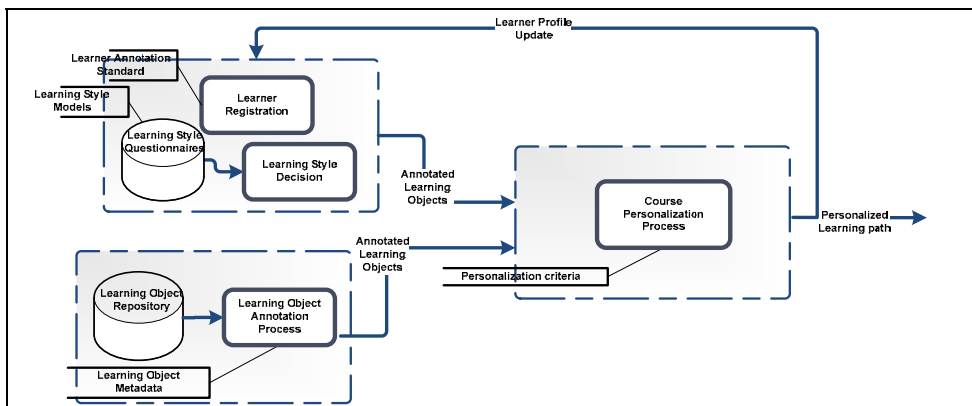 Learner Profile
Update
Learner Annotation
Standard
Learning Style
Models
Learner
Registration
Learning Style
Questionnaires
Learning Style
Decision
Annotated
Learning
Objects
Course
Personalization
Process
Personalized
Learning path
Annotated
Learning
Objects
Personalization criteria
Learning Object
Repository
Learning Object
Annotation
Process
Learning Object
Metadata